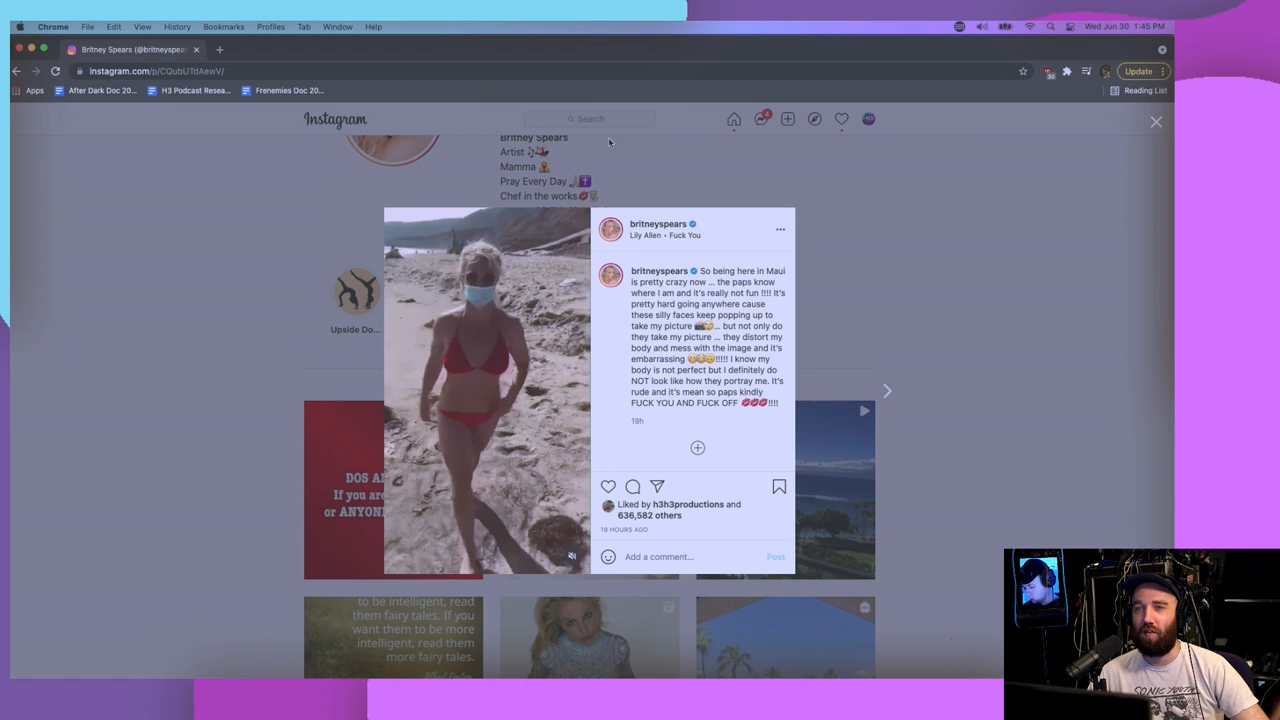 Chrome File Edit View History Bookmarks Profiles Tab Window Help
Wed Jun 30 1:45 PM
Britney Spears (@britneyspear
instagram.com/p/CQubUTdAewV/
Update
Apps After Dark Doc 20... H3 Podcast Resea... Frenemies Doc 20...
Reading List
Instagram
Search
4
Britney Spears
Artist
Mamma
Pray Every Day
Chef in the works
britneyspears
Lily Allen • Fuck You
britneyspears So being here in Maui
is pretty crazy now ... the paps know
where I am and it's really not fun !!!! It's
pretty hard going anywhere cause
these silly faces keep popping up to
take my picture 📸😜... but not only do
they take my picture ... they distort my
body and mess with the image and it's
embarrassing !!!!! I know my
body is not perfect but I definitely do
NOT look like how they portray me. It's
rude and it's mean so paps kindly
FUCK YOU AND FUCK OFF 💋💋💋!!!!
19h
Upside Do...
DOS A
If you are
or ANYON
Liked by h3h3productions and
636,582 others
19 HOURS AGO
Add a comment...
Post
to be intelligent, read
them fairy tales. If you
want them to be more
intelligent, read them
more fairy tales.
SONIC YOUTH